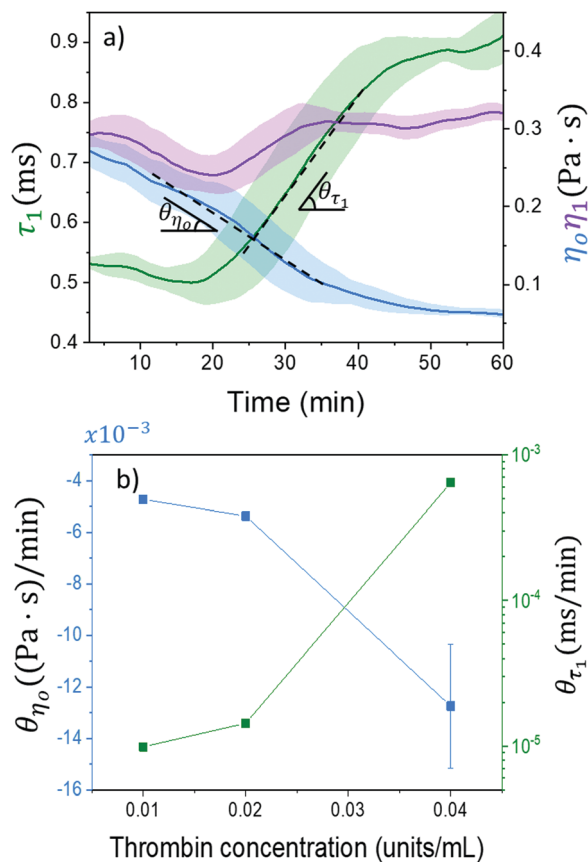 a)
0.9
0.8
0.7
0.6
0.5
0.4
τ₁(ms)
0.4
0.3
0.2
0.1
ηₒη₁(Pa · s)
θηₒ
θτ₁
10 20 30 40 50 60
Time (min)
x10⁻³
b)
-4
-6
-8
-10
-12
-14
-16
θηₒ((Pa · s)/min)
10⁻³
10⁻⁴
10⁻⁵
θτ₁(ms/min)
0.01 0.02 0.03 0.04
Thrombin concentration (units/mL)